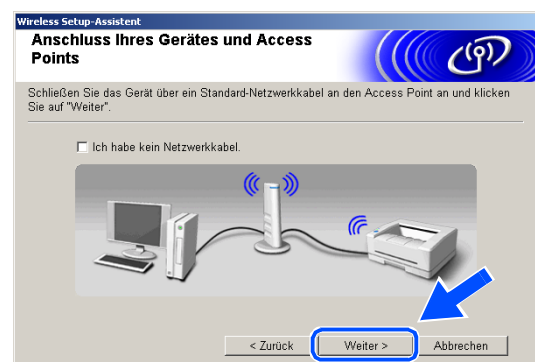 Wireless Setup-Assistent
Anschluss Ihres Gerätes und Access
Points
Schließen Sie das Gerät über ein Standard-Netzwerkkabel an den Access Point an und klicken
Sie auf "Weiter".
Ich habe kein Netzwerkkabel.
< Zurück Weiter > Abbrechen